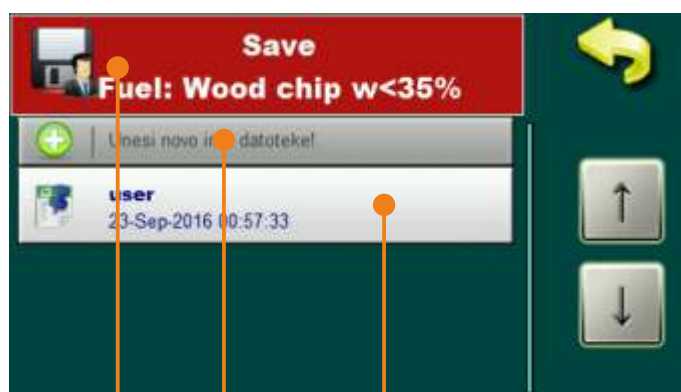 Save
Fuel: Wood chip w<35%
Unesi novo ime datoteke!
user
23-Sep-2016 00:57:33